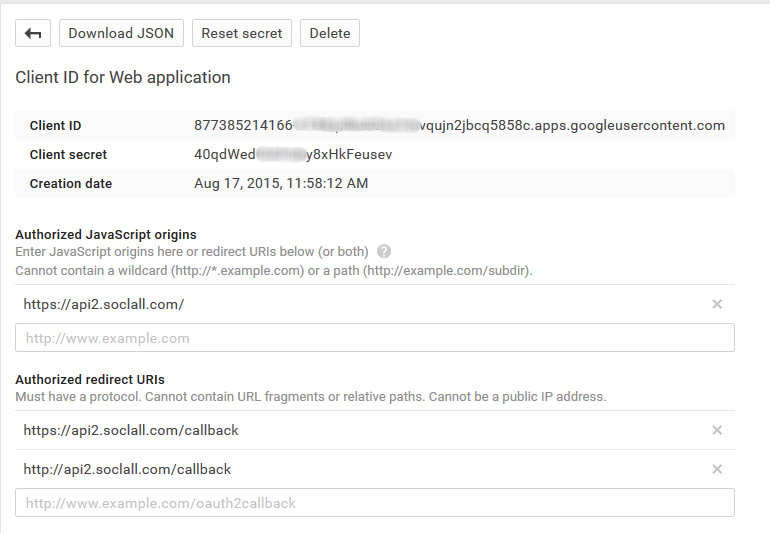 Download JSON Reset secret Delete
Client ID for Web application
Client ID 877385214166 vqujn2jbcq5858c.apps.googleusercontent.com
Client secret 40qdWed y8xHkFeusev
Creation date Aug 17, 2015, 11:58:12 AM
Authorized JavaScript origins
Enter JavaScript origins here or redirect URIs below (or both) ?
Cannot contain a wildcard (http://*.example.com) or a path (http://example.com/subdir).
https://api2.soclall.com/ ×
http://www.example.com
Authorized redirect URIs
Must have a protocol. Cannot contain URL fragments or relative paths. Cannot be a public IP address.
https://api2.soclall.com/callback ×
http://api2.soclall.com/callback ×
http://www.example.com/oauth2callback